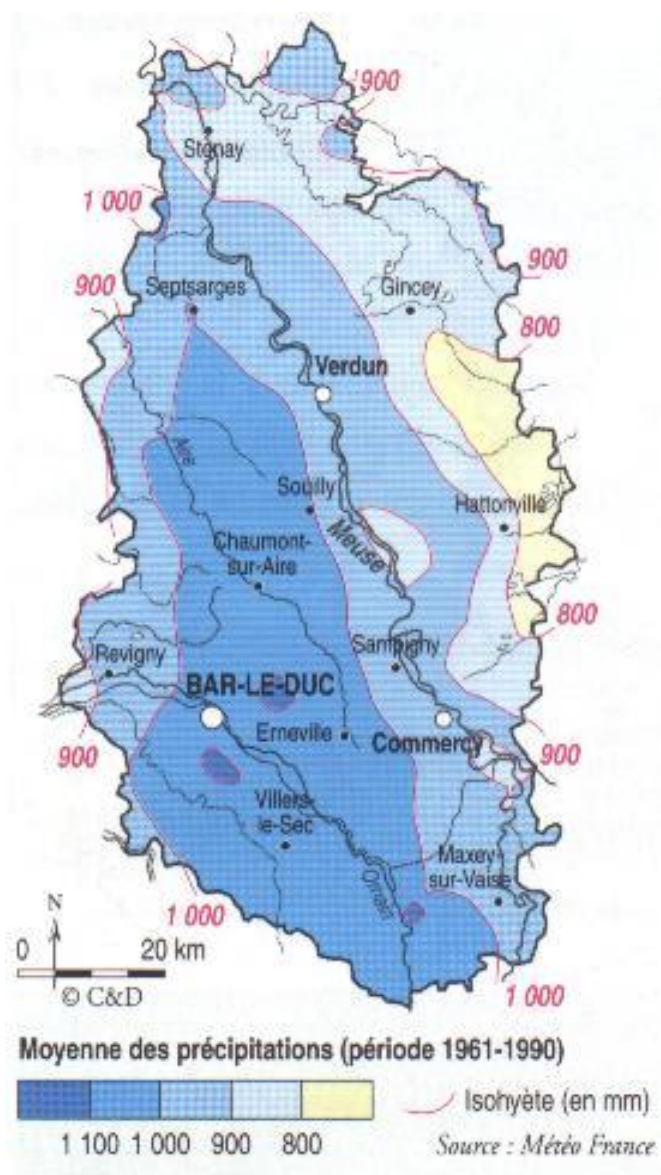 900
Stenay
1 000
900
Septsarges
Gincey
900
800
Verdun
Aire
Souilly
Meuse
Hattonville
Chaumont-
sur-Aire
800
Revigny
Sampigny
BAR-LE-DUC
Erneville
Commercy
900
900
Villers-
le-Sec
Maxey-
sur-Vaise
Ornain
1 000
N
0 20 km
1 000
© C&D
Moyenne des précipitations (période 1961-1990)
1 100 1 000 900 800
Isohyète (en mm)
Source : Météo France